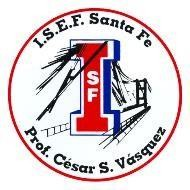 I.S.E.F. Santa Fe
I
SF
Prof. César S. Vásquez